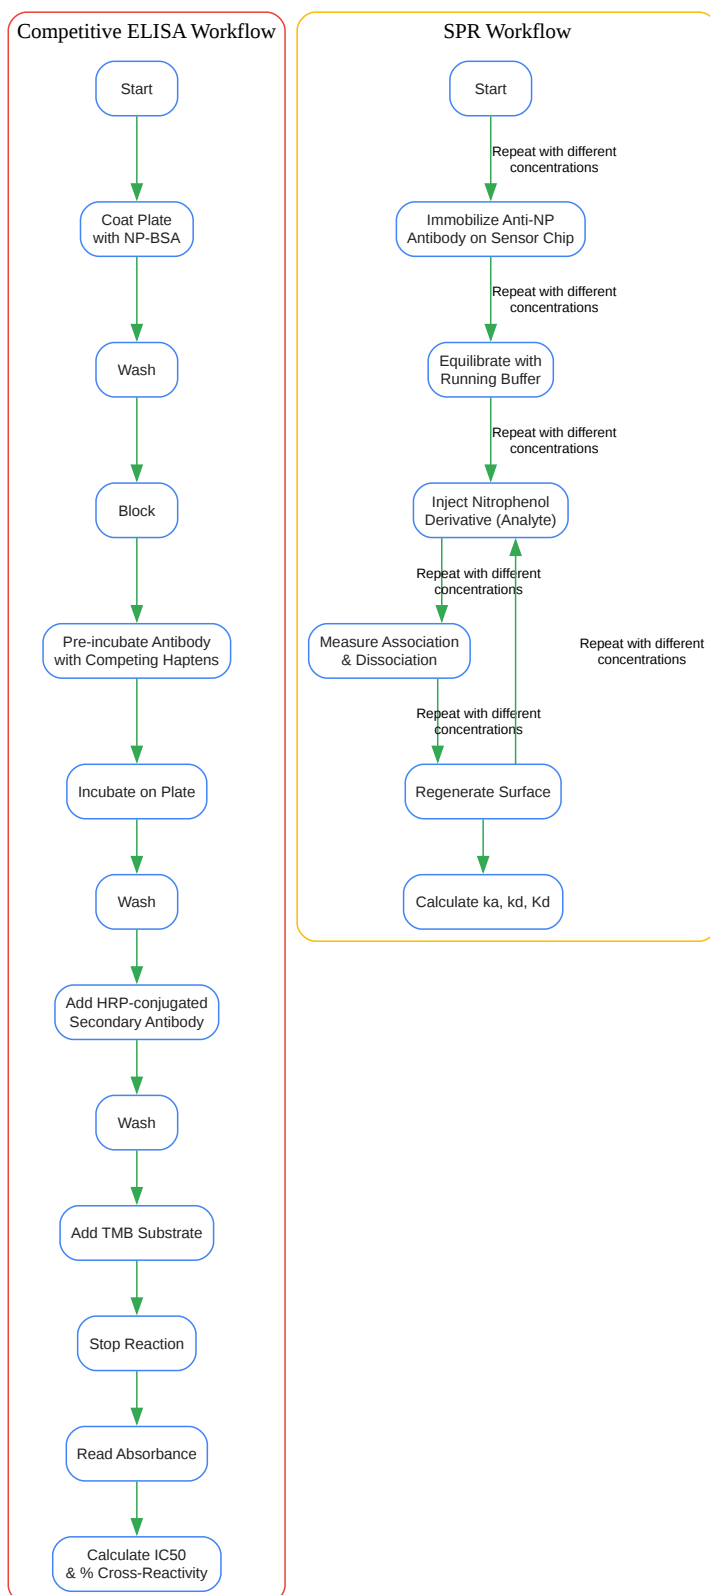 Competitive ELISA Workflow
Start
Coat Plate
with NP-BSA
Wash
Block
Pre-incubate Antibody
with Competing Haptens
Incubate on Plate
Wash
Add HRP-conjugated
Secondary Antibody
Wash
Add TMB Substrate
Stop Reaction
Read Absorbance
Calculate IC50
& % Cross-Reactivity
SPR Workflow
Start
Repeat with different
concentrations
Immobilize Anti-NP
Antibody on Sensor Chip
Repeat with different
concentrations
Equilibrate with
Running Buffer
Repeat with different
concentrations
Inject Nitrophenol
Derivative (Analyte)
Repeat with different
concentrations
Measure Association
& Dissociation
Repeat with different
concentrations
Repeat with different
concentrations
Regenerate Surface
Calculate ka, kd, Kd